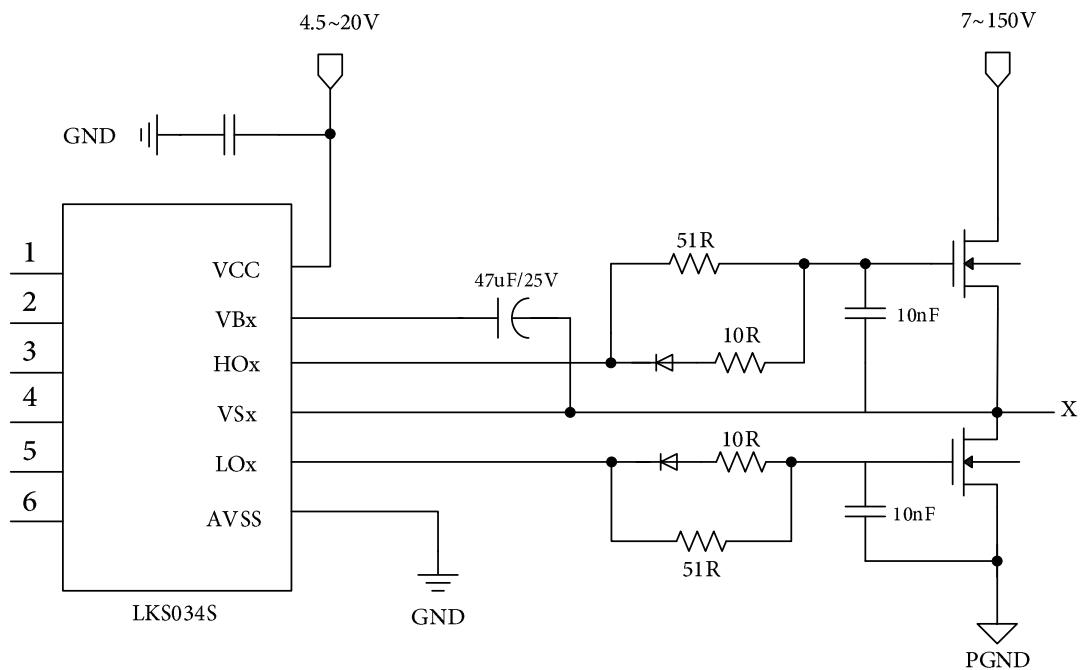 4.5~20V
7~150V
GND
1
2
3
4
5
6
VCC
VBx
HOx
VSx
LOx
AVSS
LKS034S
47uF/25V
51R
10R
10nF
X
10R
51R
10nF
GND
PGND